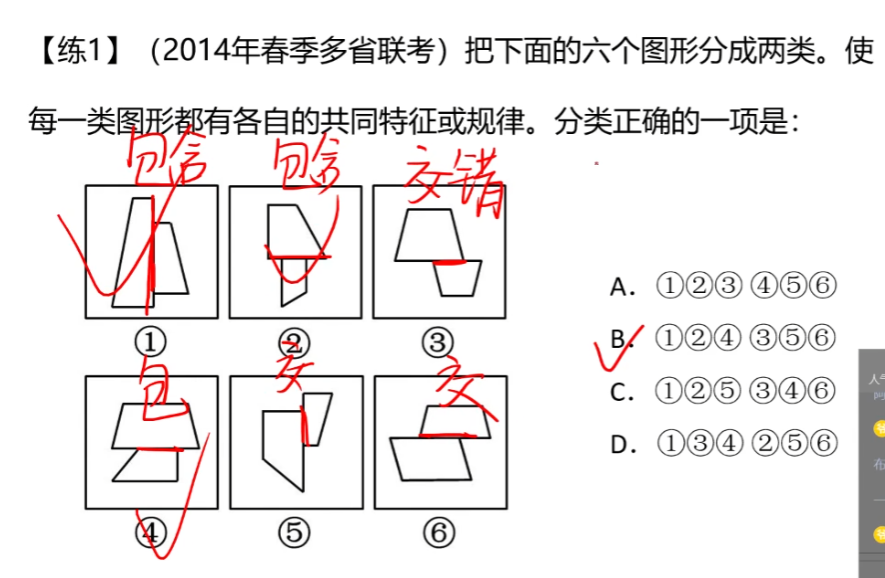 【练1】（2014年春季多省联考）把下面的六个图形分成两类。使
每一类图形都有各自的共同特征或规律。分类正确的一项是：
包含 包含 交错
① ② ③
A. ①②③ ④⑤⑥
B. ①②④ ③⑤⑥
C. ①②⑤ ③④⑥
D. ①③④ ②⑤⑥
包 交 交
④ ⑤ ⑥
人气
布